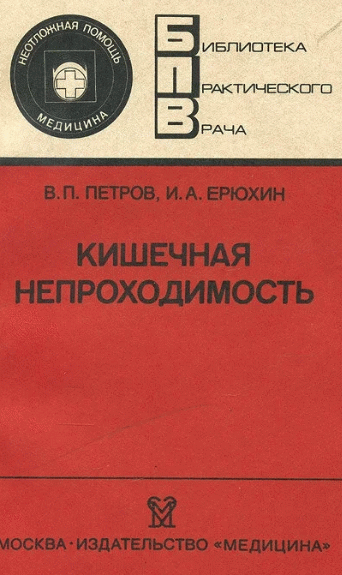 НЕОТЛОЖНАЯ ПОМОЩЬ
МЕДИЦИНА
БИБЛИОТЕКА
ПРАКТИЧЕСКОГО
ВРАЧА
В. П. ПЕТРОВ, И. А. ЕРЮХИН
КИШЕЧНАЯ
НЕПРОХОДИМОСТЬ
МОСКВА · ИЗДАТЕЛЬСТВО «МЕДИЦИНА»